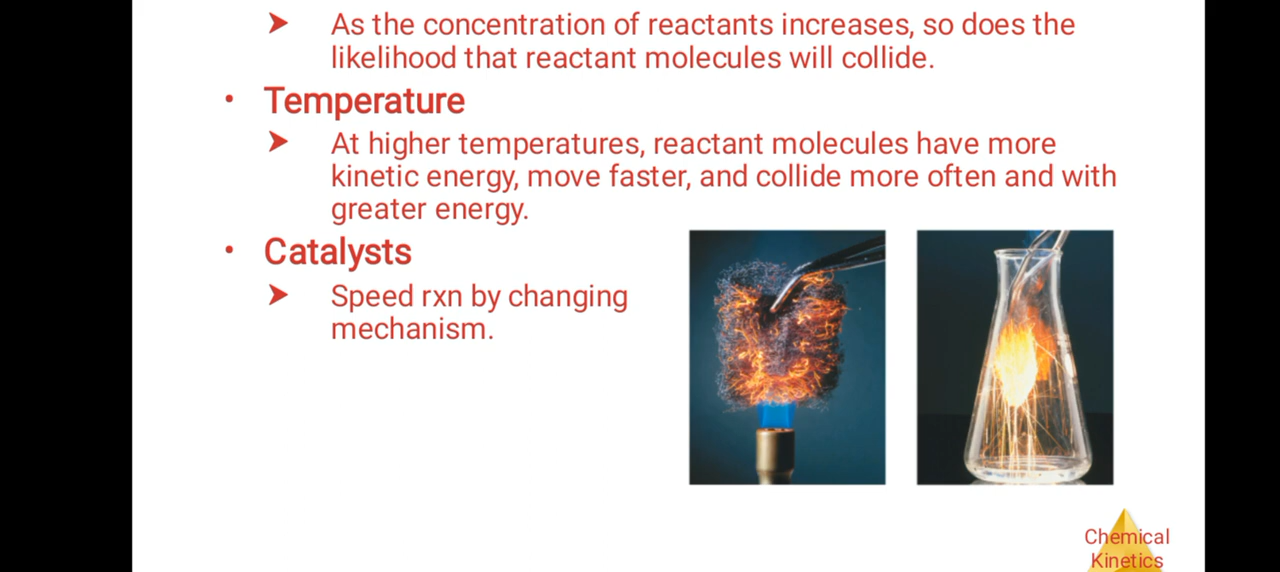 ➤ As the concentration of reactants increases, so does the
likelihood that reactant molecules will collide.
• Temperature
➤ At higher temperatures, reactant molecules have more
kinetic energy, move faster, and collide more often and with
greater energy.
• Catalysts
➤ Speed rxn by changing
mechanism.
Chemical
Kinetics